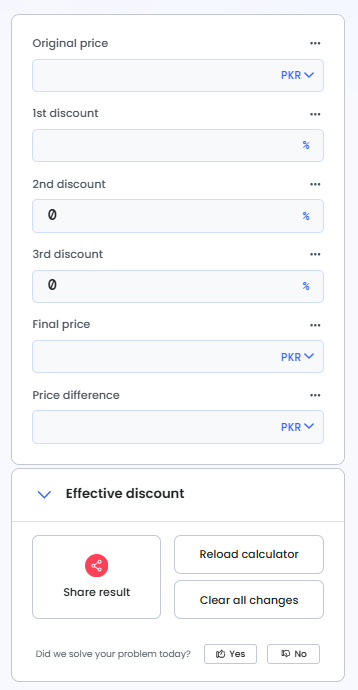 Original price ...
PKR
1st discount ...
%
2nd discount ...
0 %
3rd discount ...
0 %
Final price ...
PKR
Price difference ...
PKR
Effective discount
Share result
Reload calculator
Clear all changes
Did we solve your problem today? Yes No